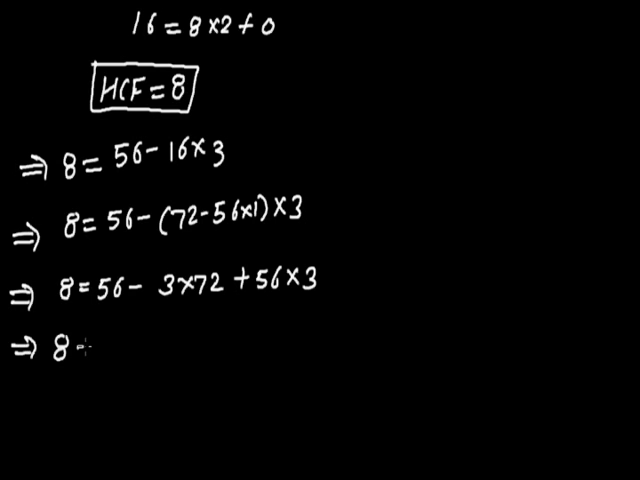 16 = 8 × 2 + 0
HCF = 8
⇒ 8 = 56 - 16 × 3
⇒ 8 = 56 - (72 - 56 × 1) × 3
⇒ 8 = 56 - 3 × 72 + 56 × 3
⇒ 8 -